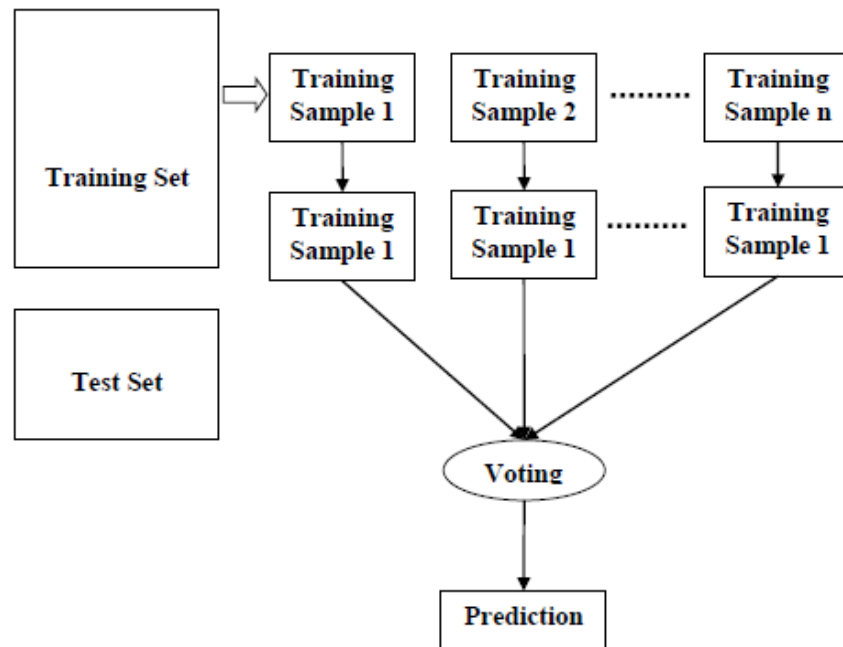 Training Set
Training
Sample 1
Training
Sample 2
Training
Sample n
Training
Sample 1
Training
Sample 1
Training
Sample 1
Test Set
Voting
Prediction